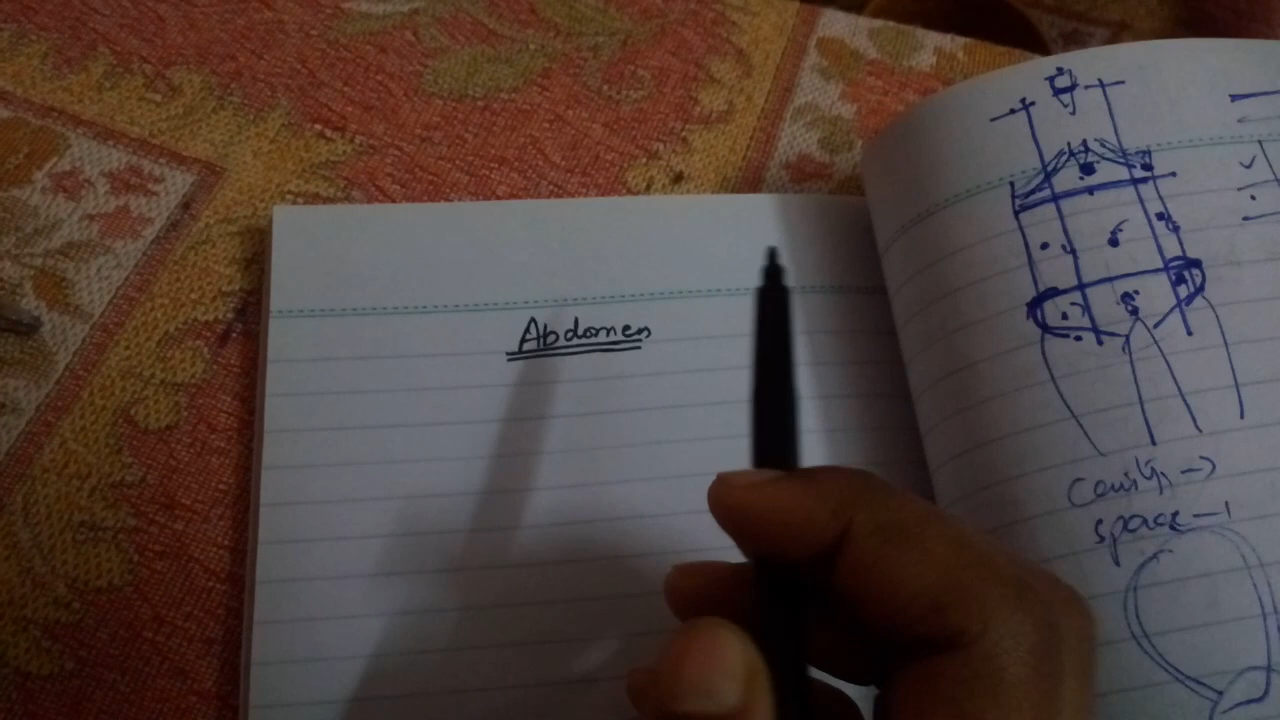 Abdomen
cavity →
space →